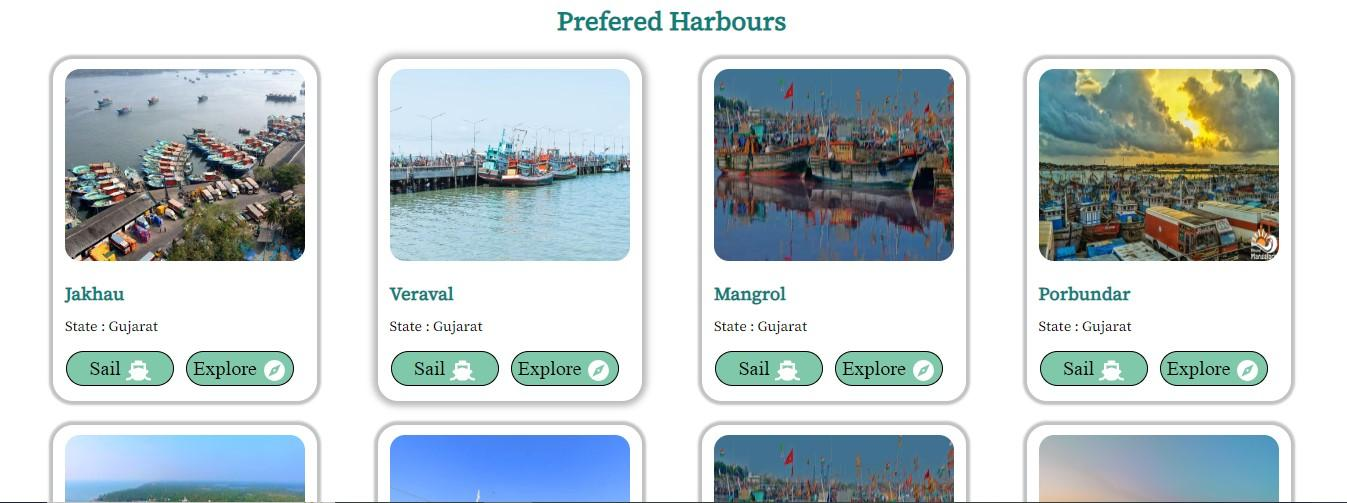 Prefered Harbours
Jakhau
State : Gujarat
Sail
Explore
Veraval
State : Gujarat
Sail
Explore
Mangrol
State : Gujarat
Sail
Explore
Porbundar
State : Gujarat
Sail
Explore